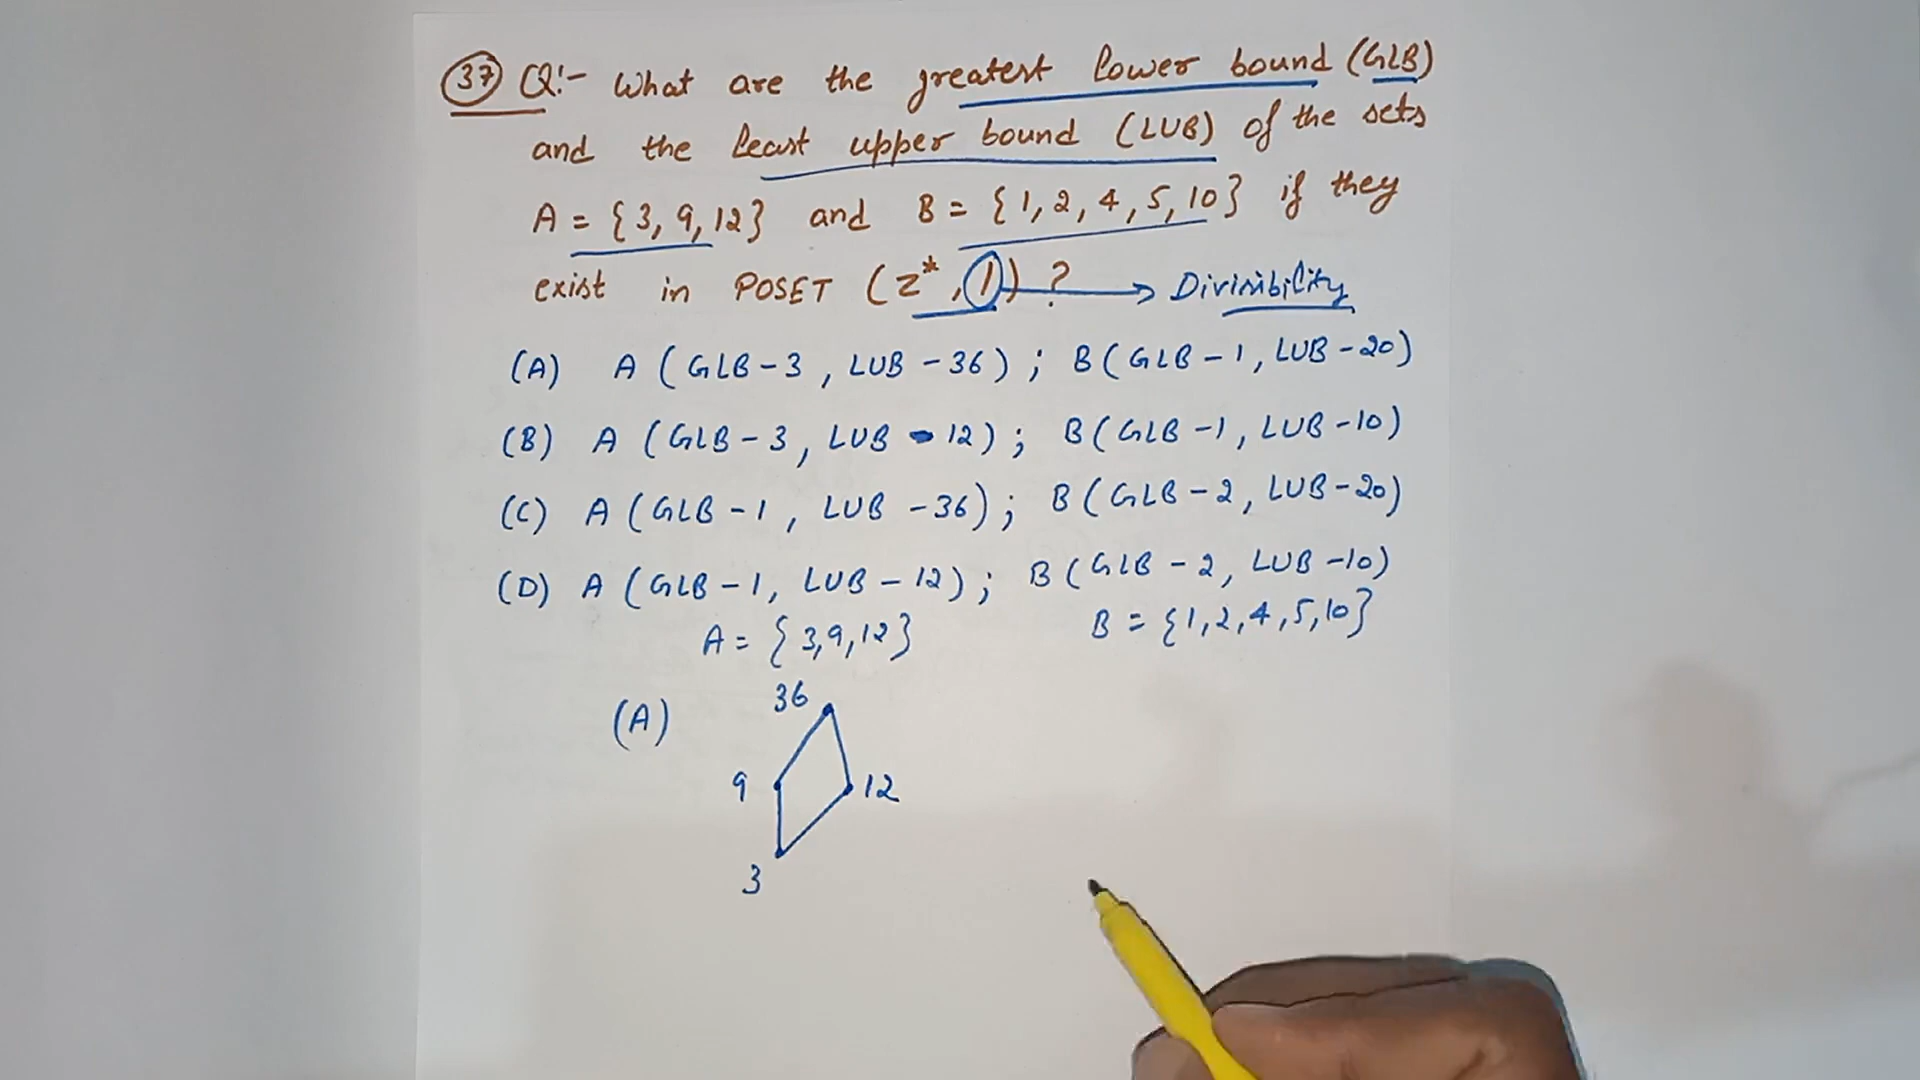 (37) Q:- What are the greatest lower bound (GLB)
and the least upper bound (LUB) of the sets
A = {3, 9, 12} and B = {1, 2, 4, 5, 10} if they
exist in POSET (z*, |) ? → Divisibility
(A) A (GLB - 3, LUB - 36) ; B (GLB - 1, LUB - 20)
(B) A (GLB - 3, LUB - 12) ; B (GLB - 1, LUB - 10)
(C) A (GLB - 1, LUB - 36) ; B (GLB - 2, LUB - 20)
(D) A (GLB - 1, LUB - 12) ; B (GLB - 2, LUB - 10)
A = {3, 9, 12} B = {1, 2, 4, 5, 10}
36
(A)
9 12
3